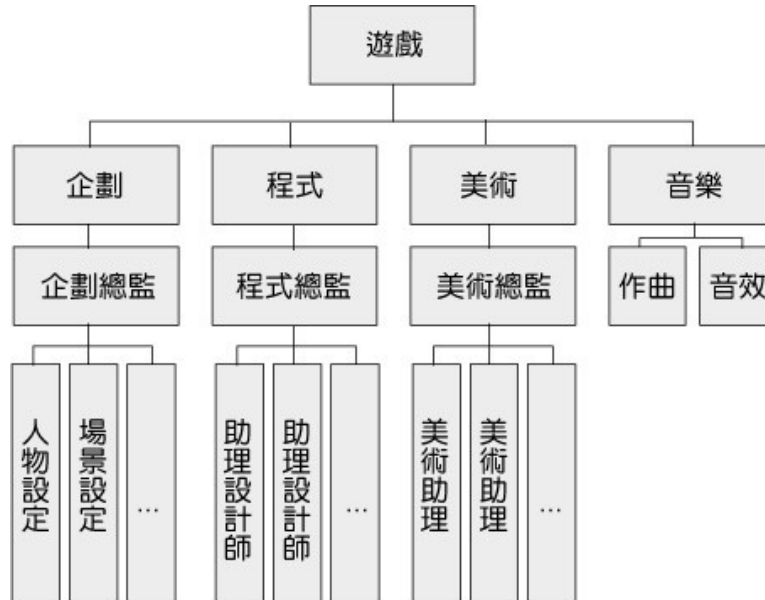 遊戲
企劃
程式
美術
音樂
企劃總監
程式總監
美術總監
作曲
音效
人物設定
場景設定
…
助理設計師
助理設計師
…
美術助理
美術助理
…